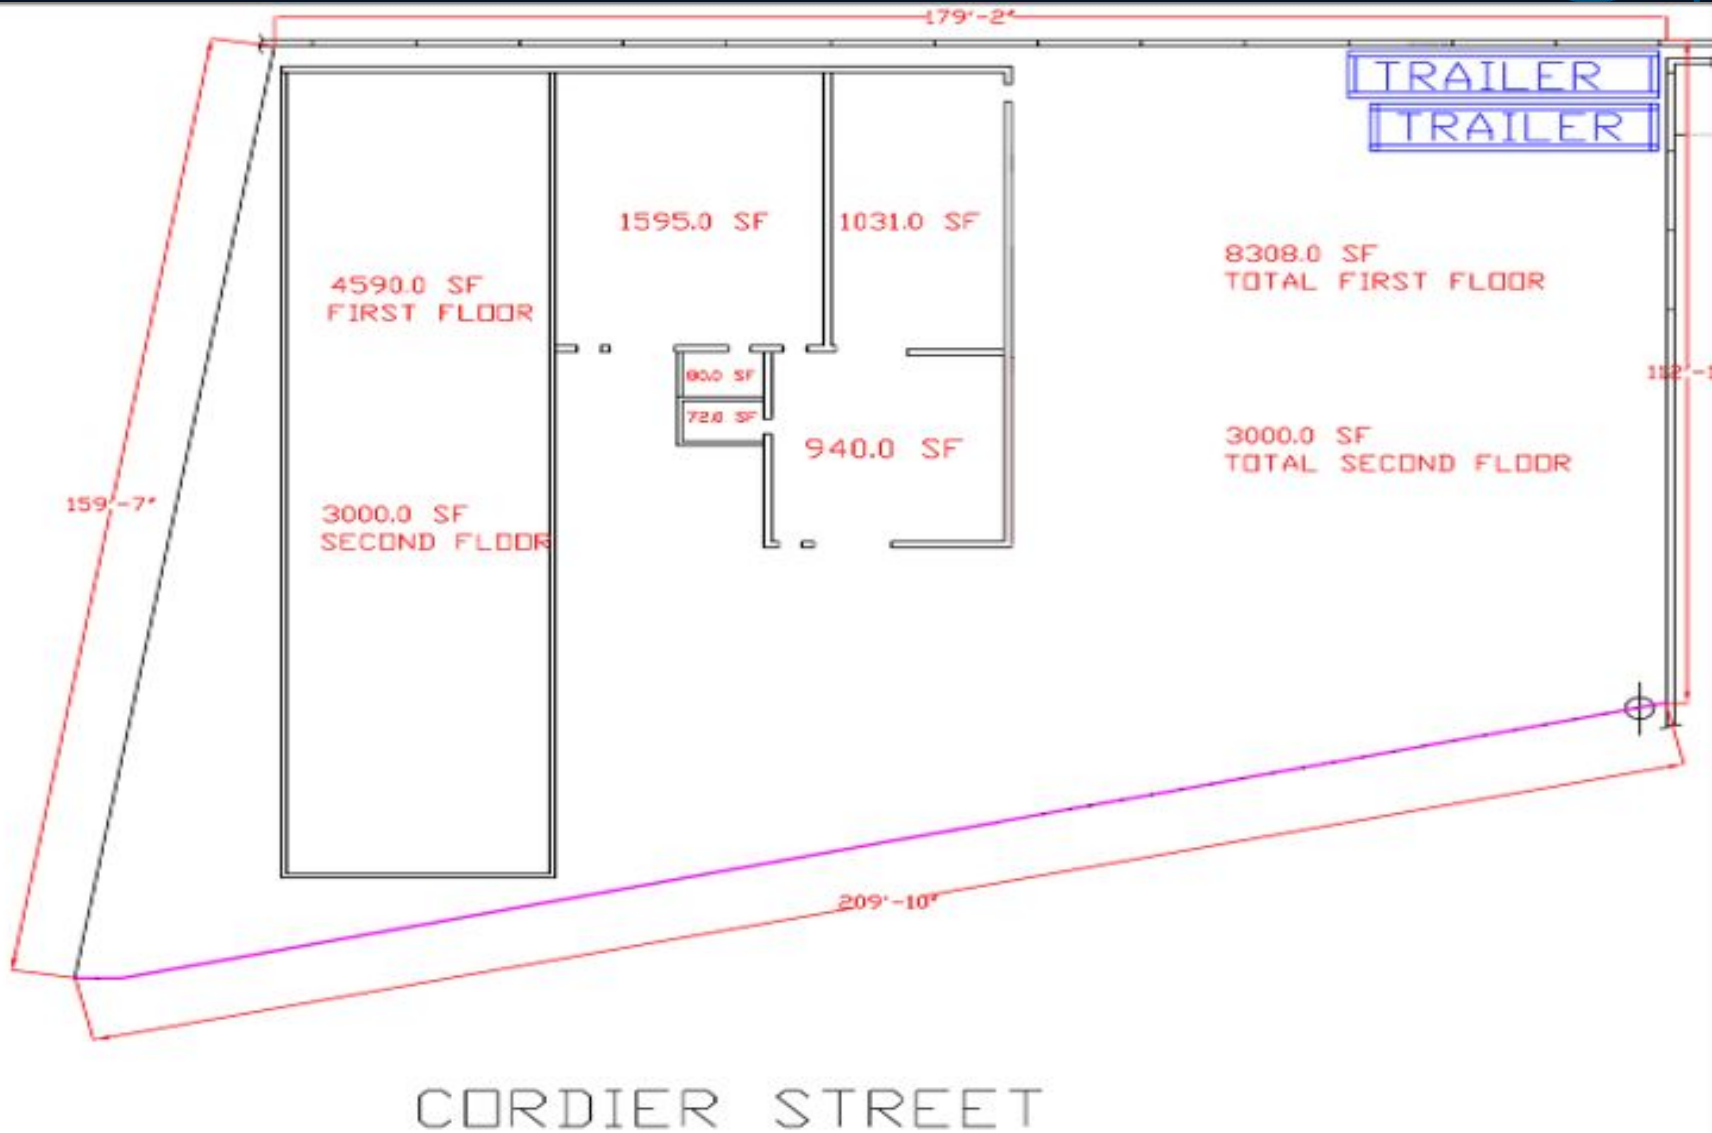 179'-2"
TRAILER
TRAILER
1595.0 SF
1031.0 SF
8308.0 SF
TOTAL FIRST FLOOR
4590.0 SF
FIRST FLOOR
80.0 SF
72.0 SF
940.0 SF
3000.0 SF
TOTAL SECOND FLOOR
159'-7"
3000.0 SF
SECOND FLOOR
209'-10"
CORDIER STREET